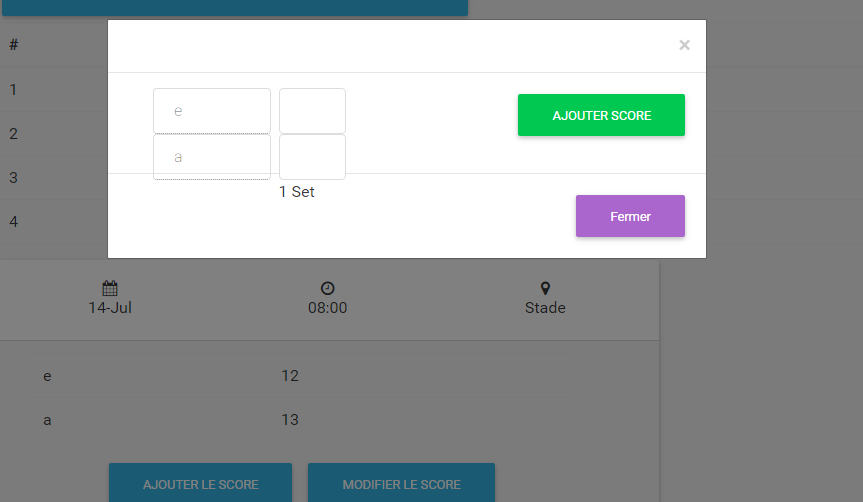 ×
#
1
e
AJOUTER SCORE
2
a
3
1 Set
4
Fermer
14-Jul 08:00 Stade
e 12
a 13
AJOUTER LE SCORE MODIFIER LE SCORE